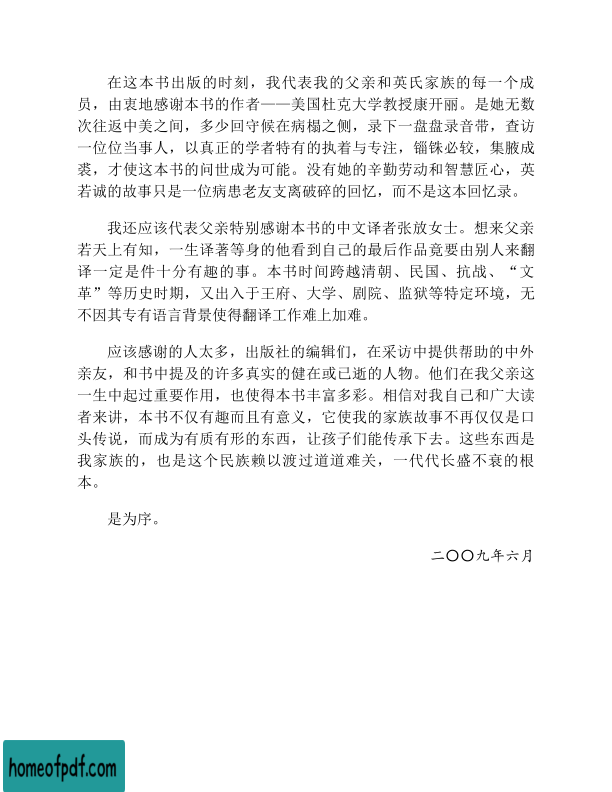 在这本书出版的时刻，我代表我的父亲和英氏家族的每一个成
员，由衷地感谢本书的作者——美国杜克大学教授康开丽。是她无数
次往返中美之间，多少回守候在病榻之侧，录下一盘盘录音带，查访
一位位当事人，以真正的学者特有的执着与专注，锱铢必较，集腋成
裘，才使这本书的问世成为可能。没有她的辛勤劳动和智慧匠心，英
若诚的故事只是一位病患老友支离破碎的回忆，而不是这本回忆录。
我还应该代表父亲特别感谢本书的中文译者张放女士。想来父亲
若天上有知，一生译著等身的他看到自己的最后作品竟要由别人来翻
译一定是件十分有趣的事。本书时间跨越清朝、民国、抗战、“文
革”等历史时期，又出入于王府、大学、剧院、监狱等特定环境，无
不因其专有语言背景使得翻译工作难上加难。
应该感谢的人太多，出版社的编辑们，在采访中提供帮助的中外
亲友，和书中提及的许多真实的健在或已逝的人物。他们在我父亲这
一生中起过重要作用，也使得本书丰富多彩。相信对我自己和广大读
者来讲，本书不仅有趣而且有意义，它使我的家族故事不再仅仅是口
头传说，而成为有质有形的东西，让孩子们能传承下去。这些东西是
我家族的，也是这个民族赖以渡过道道难关，一代代长盛不衰的根
本。
是为序。
二〇〇九年六月
homeofpdf.com